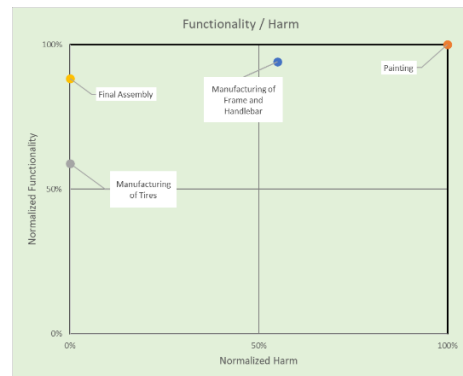 Functionality / Harm
100%
Painting
Manufacturing of
Frame and
Handlebar
Final Assembly
Manufacturing
of Tires
50%
0%
Normalized Functionality
0%
50%
100%
Normalized Harm